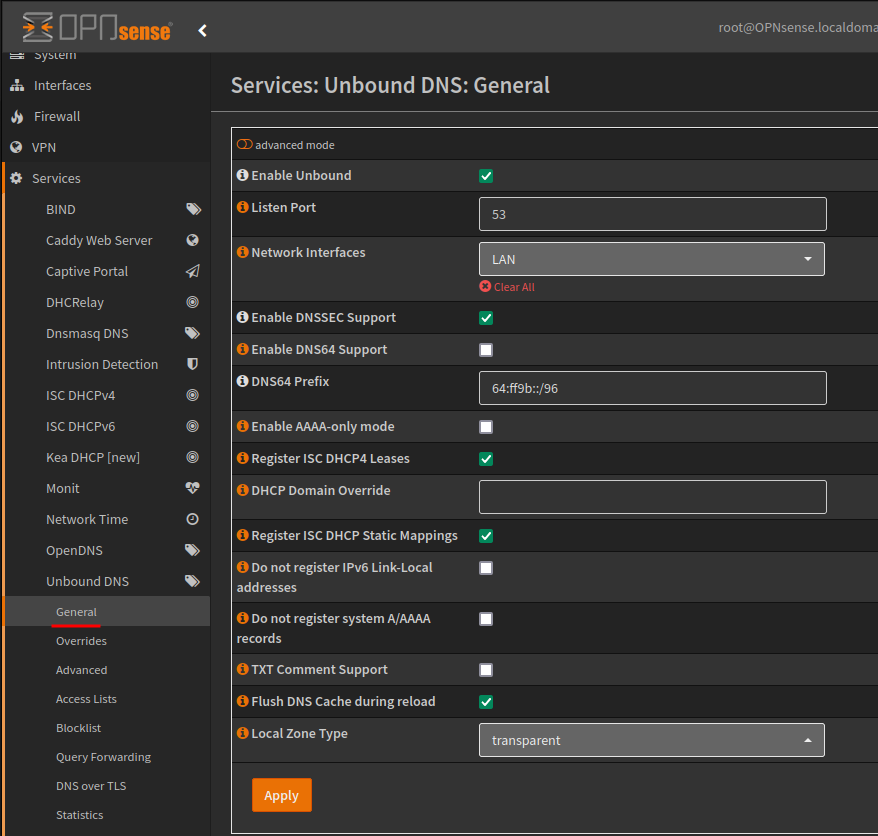 OPNsense
root@OPNsense.localdoma
System
Interfaces
Firewall
VPN
Services
BIND
Caddy Web Server
Captive Portal
DHCRelay
Dnsmasq DNS
Intrusion Detection
ISC DHCPv4
ISC DHCPv6
Kea DHCP [new]
Monit
Network Time
OpenDNS
Unbound DNS
General
Overrides
Advanced
Access Lists
Blocklist
Query Forwarding
DNS over TLS
Statistics
Services: Unbound DNS: General
advanced mode
Enable Unbound
Listen Port
53
Network Interfaces
LAN
Clear All
Enable DNSSEC Support
Enable DNS64 Support
DNS64 Prefix
64:ff9b::/96
Enable AAAA-only mode
Register ISC DHCP4 Leases
DHCP Domain Override
Register ISC DHCP Static Mappings
Do not register IPv6 Link-Local
addresses
Do not register system A/AAAA
records
TXT Comment Support
Flush DNS Cache during reload
Local Zone Type
transparent
Apply